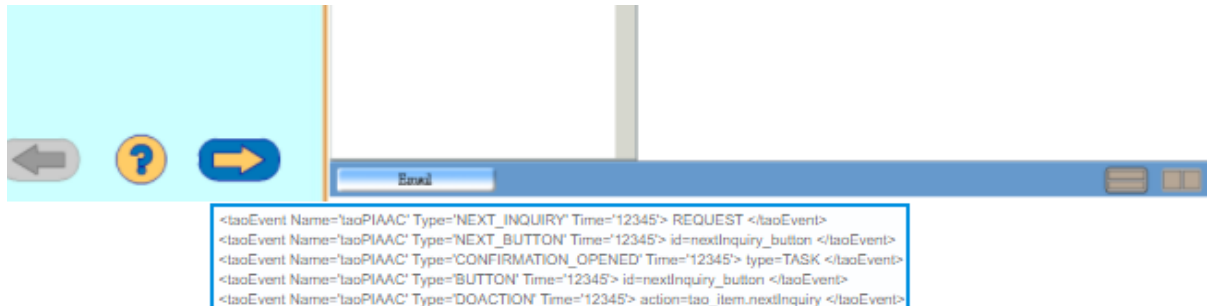 ?
Email
<taoEvent Name='taoPIAAC' Type='NEXT_INQUIRY' Time='12345'> REQUEST </taoEvent>
<taoEvent Name='taoPIAAC' Type='NEXT_BUTTON' Time='12345'> id=nextInquiry_button </taoEvent>
<taoEvent Name='taoPIAAC' Type='CONFIRMATION_OPENED' Time='12345'> type=TASK </taoEvent>
<taoEvent Name='taoPIAAC' Type='BUTTON' Time='12345'> id=nextInquiry_button </taoEvent>
<taoEvent Name='taoPIAAC' Type='DOACTION' Time='12345'> action=tao_item.nextInquiry </taoEvent>